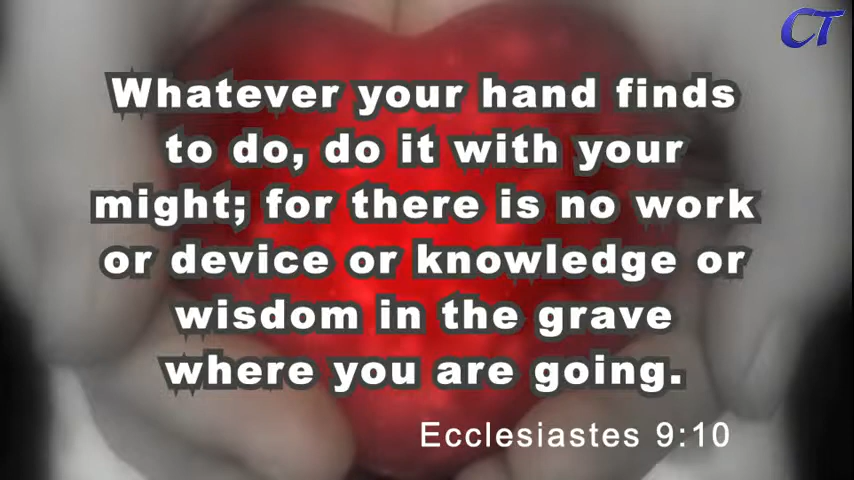 CT
Whatever your hand finds
to do, do it with your
might; for there is no work
or device or knowledge or
wisdom in the grave
where you are going.
Ecclesiastes 9:10